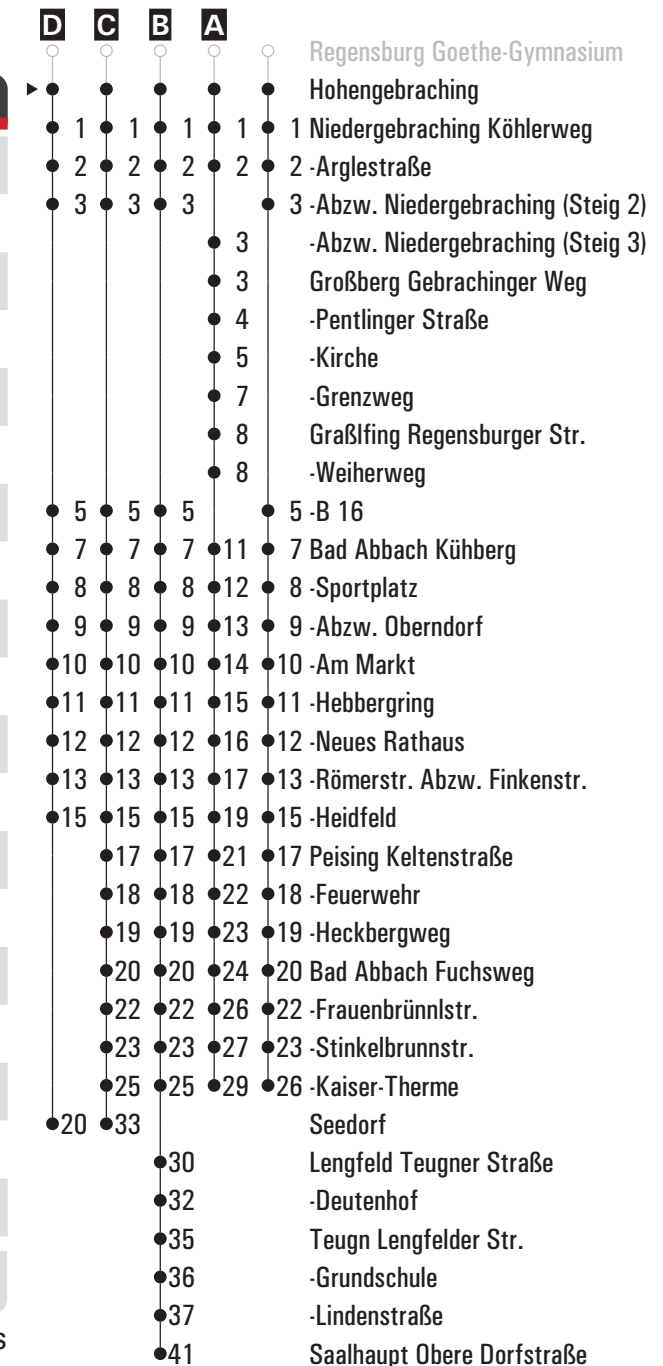 D C B A
Regensburg Goethe-Gymnasium
Hohengebraching
1 1 1 1 1 Niedergebraching Köhlerweg
2 2 2 2 2 -Arglestraße
3 3 3 3 -Abzw. Niedergebraching (Steig 2)
3 -Abzw. Niedergebraching (Steig 3)
3 Großberg Gebrachinger Weg
4 -Pentlinger Straße
5 -Kirche
7 -Grenzweg
8 Graßlfing Regensburger Str.
8 -Weiherweg
5 5 5 5 -B 16
7 7 7 11 7 Bad Abbach Kühberg
8 8 8 12 8 -Sportplatz
9 9 9 13 9 -Abzw. Oberndorf
10 10 10 14 10 -Am Markt
11 11 11 15 11 -Hebbergring
12 12 12 16 12 -Neues Rathaus
13 13 13 17 13 -Römerstr. Abzw. Finkenstr.
15 15 15 19 15 -Heidfeld
17 17 21 17 Peising Keltenstraße
18 18 22 18 -Feuerwehr
19 19 23 19 -Heckbergweg
20 20 24 20 Bad Abbach Fuchsweg
22 22 26 22 -Frauenbrünnlstr.
23 23 27 23 -Stinkelbrunnstr.
25 25 29 26 -Kaiser-Therme
20 33 Seedorf
30 Lengfeld Teugner Straße
32 -Deutenhof
35 Teugn Lengfelder Str.
36 -Grundschule
37 -Lindenstraße
s
41 Saalhaupt Obere Dorfstraße